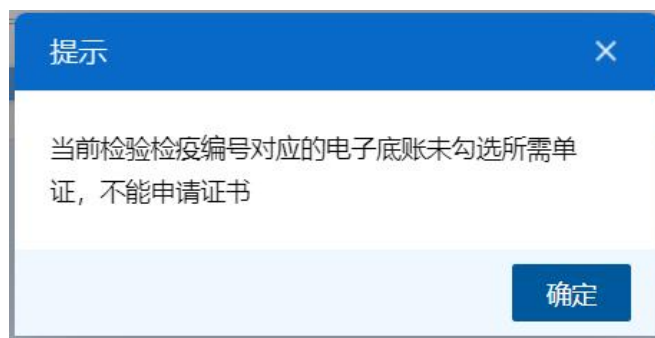 提示
当前检验检疫编号对应的电子底账未勾选所需单
证，不能申请证书
确定